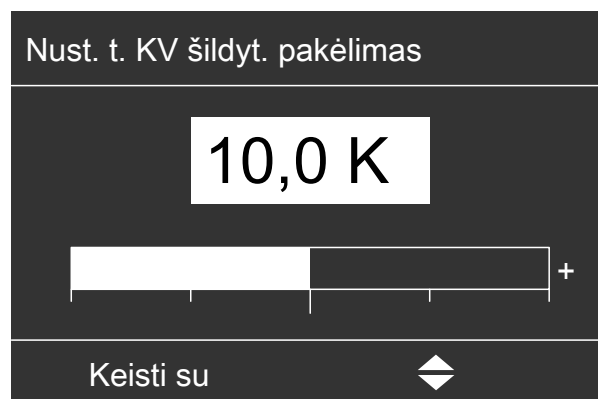 Nust. t. KV šildyt. pakėlimas
10,0 K
+
Keisti su